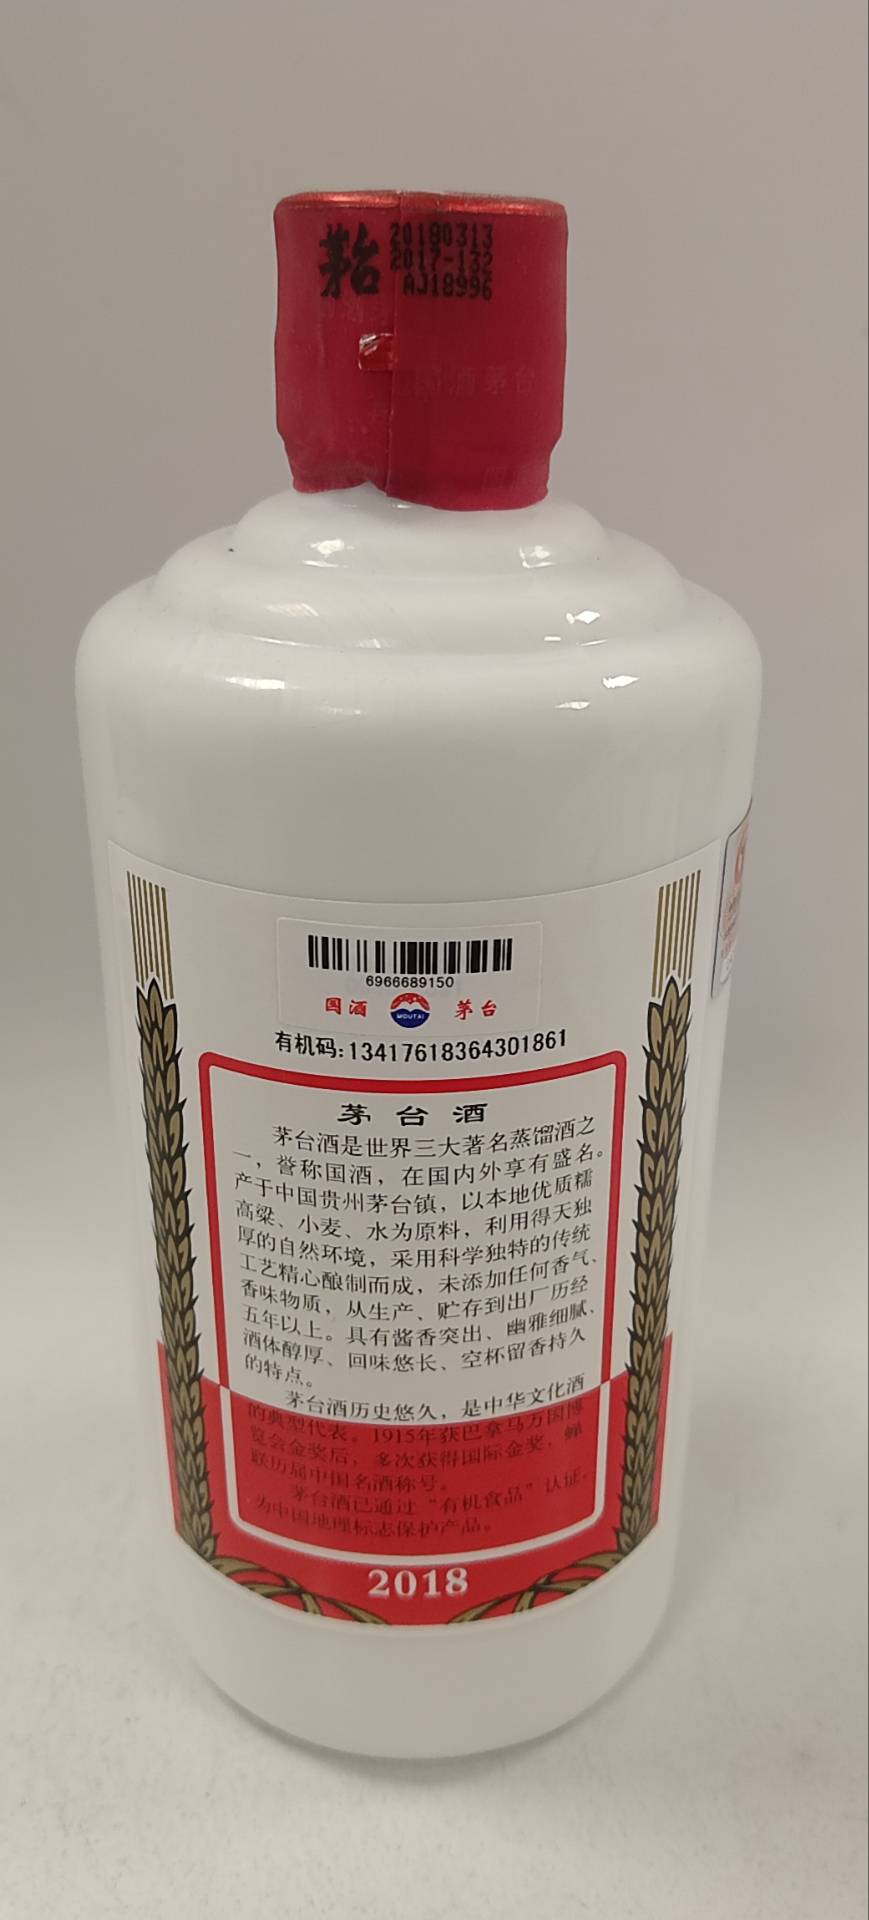 茅台
20180313
2017-132
AJ18996
国酒茅台
6966689150
国酒
MOUTAI
茅台
有机码:13417618364301861
茅台酒
茅台酒是世界三大著名蒸馏酒之
一，誉称国酒，在国内外享有盛名。
产于中国贵州茅台镇，以本地优质糯
高粱、小麦、水为原料，利用得天独
厚的自然环境，采用科学独特的传统
工艺精心酿制而成，未添加任何香气、
香味物质，从生产、贮存到出厂历经
五年以上。具有酱香突出、幽雅细腻、
酒体醇厚、回味悠长、空杯留香持久
的特点。
茅台酒历史悠久，是中华文化酒
的典型代表。1915年获巴拿马万国博
览会金奖后，多次获得国际金奖，蝉
联历届中国名酒称号。
茅台酒已通过“有机食品”认证，
为中国地理标志保护产品。
2018